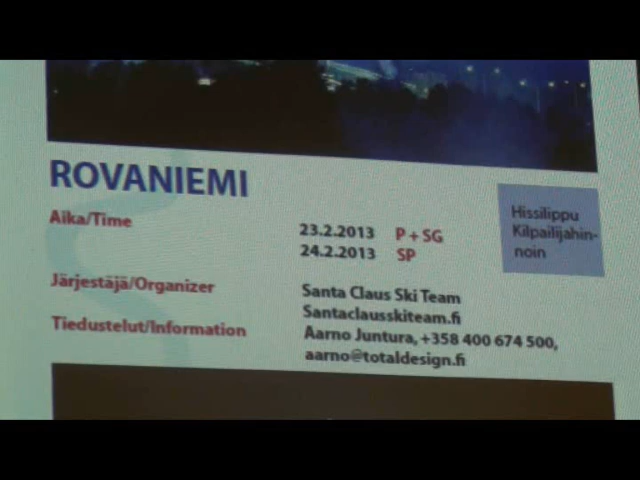 ROVANIEMI
Aika/Time
23.2.2013 P + SG
24.2.2013 SP
Hissilippu
Kilpailijahin-
noin
Järjestäjä/Organizer
Santa Claus Ski Team
Santaclausskiteam.fi
Tiedustelut/Information
Aarno Juntura, +358 400 674 500,
aarno@totaldesign.fi